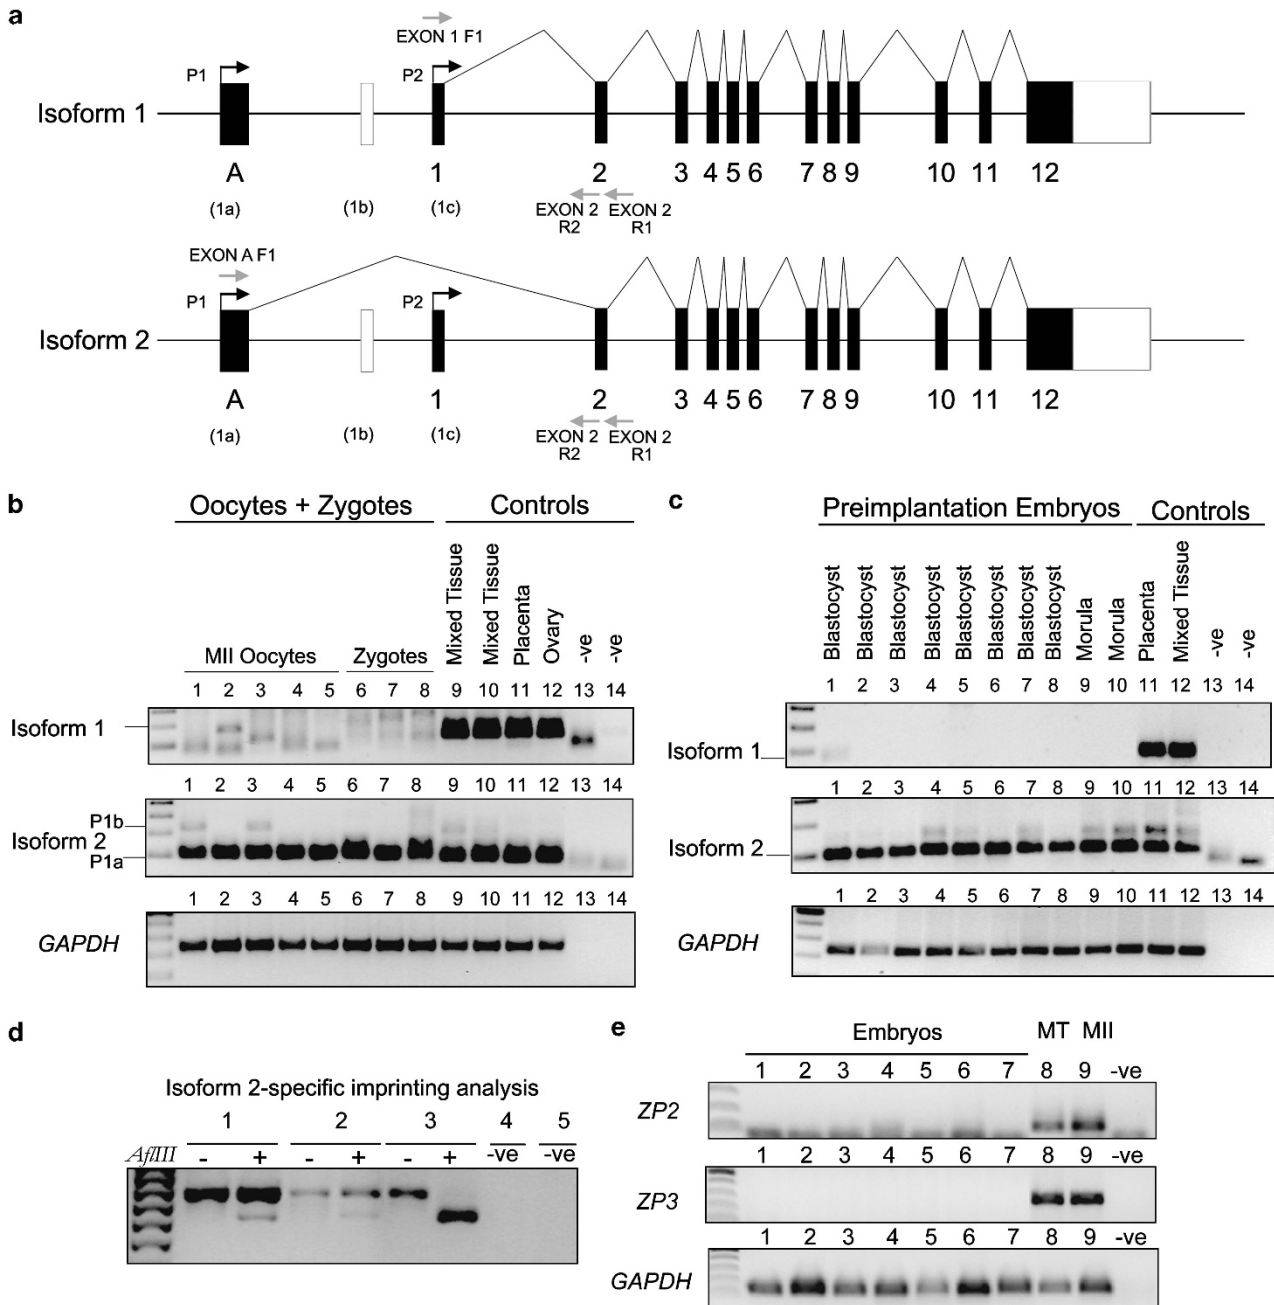 a
EXON 1 F1
P1
P2
Isoform 1
A 1 2 3 4 5 6 7 8 9 10 11 12
(1a) (1b) (1c)
EXON 2 R2
EXON 2 R1
EXON A F1
P1
P2
Isoform 2
A 1 2 3 4 5 6 7 8 9 10 11 12
(1a) (1b) (1c)
EXON 2 R2
EXON 2 R1
b
Oocytes + Zygotes Controls
MII Oocytes Zygotes Mixed Tissue Mixed Tissue Placenta Ovary -ve -ve
1 2 3 4 5 6 7 8 9 10 11 12 13 14
Isoform 1
1 2 3 4 5 6 7 8 9 10 11 12 13 14
P1b
Isoform 2
P1a
1 2 3 4 5 6 7 8 9 10 11 12 13 14
GAPDH
c
Preimplantation Embryos Controls
Blastocyst Blastocyst Blastocyst Blastocyst Blastocyst Blastocyst Blastocyst Blastocyst Morula Morula Placenta Mixed Tissue -ve -ve
1 2 3 4 5 6 7 8 9 10 11 12 13 14
Isoform 1
1 2 3 4 5 6 7 8 9 10 11 12 13 14
Isoform 2
1 2 3 4 5 6 7 8 9 10 11 12 13 14
GAPDH
d
Isoform 2-specific imprinting analysis
1 2 3 4 5
AflIII - + - + - + -ve -ve
e
Embryos MT MII
1 2 3 4 5 6 7 8 9 -ve
ZP2
1 2 3 4 5 6 7 8 9 -ve
ZP3
1 2 3 4 5 6 7 8 9 -ve
GAPDH